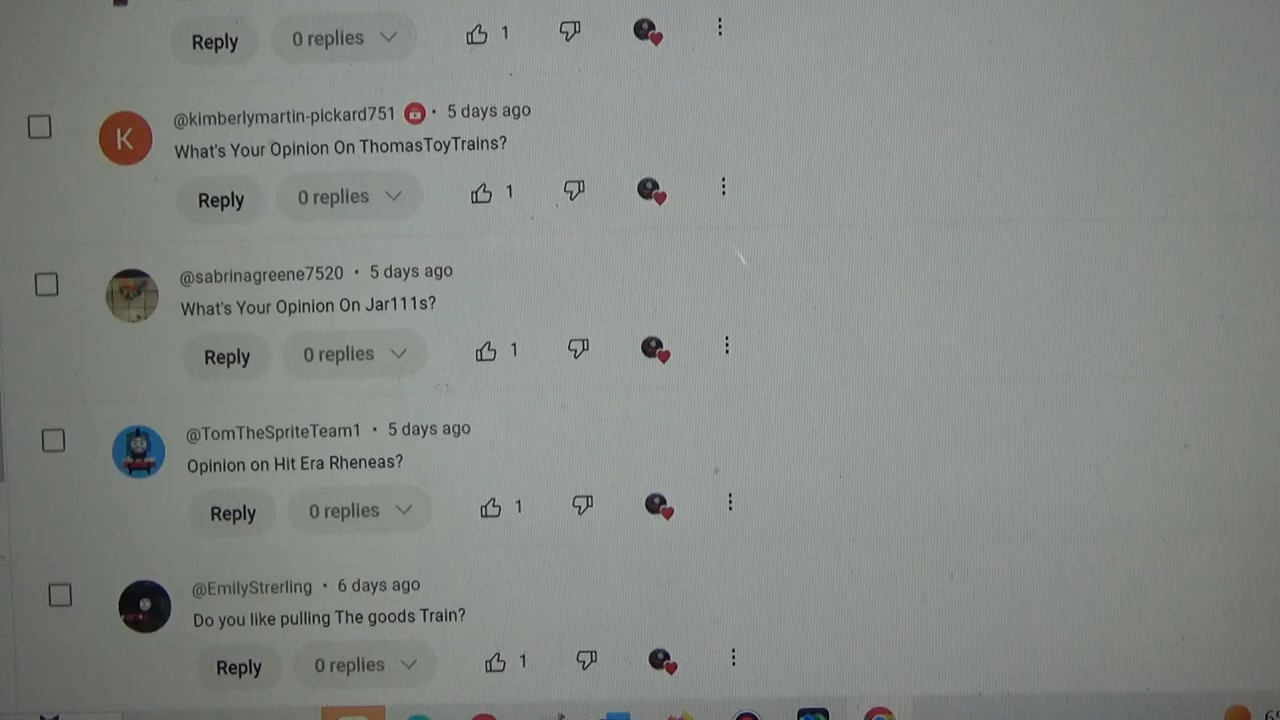 Reply 0 replies 1
@kimberlymartin-pickard751 • 5 days ago
What's Your Opinion On ThomasToyTrains?
Reply 0 replies 1
@sabrinagreene7520 • 5 days ago
What's Your Opinion On Jar111s?
Reply 0 replies 1
@TomTheSpriteTeam1 • 5 days ago
Opinion on Hit Era Rheneas?
Reply 0 replies 1
@EmilyStrerling • 6 days ago
Do you like pulling The goods Train?
Reply 0 replies 1